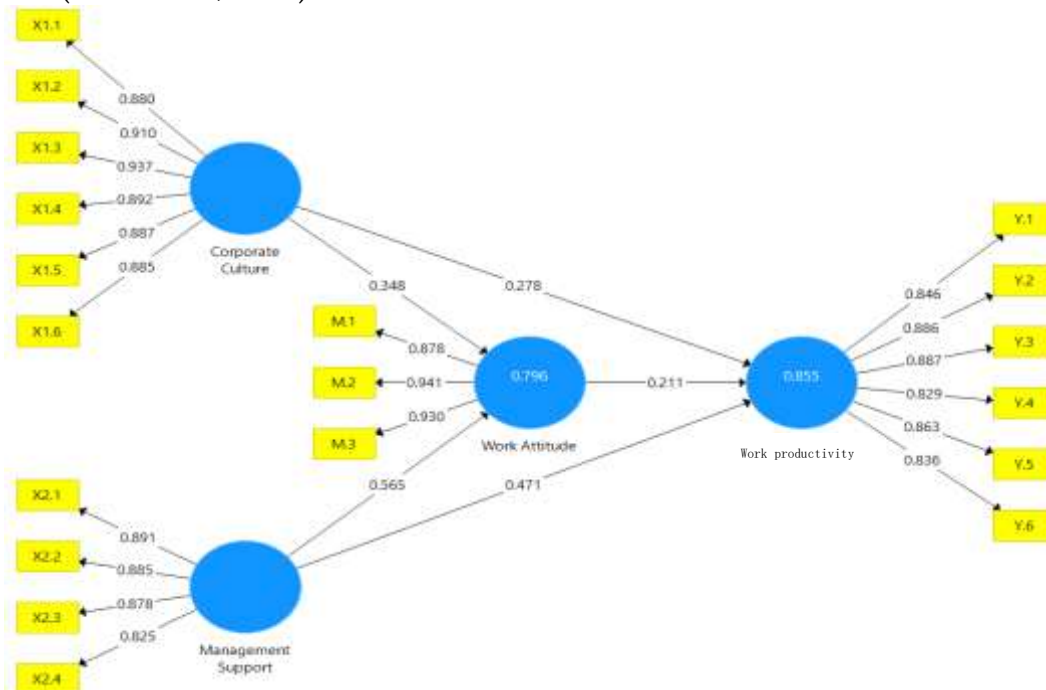 X1.1
X1.2
X1.3
X1.4
X1.5
X1.6
0.880
0.910
0.937
0.892
0.887
0.885
Corporate
Culture
0.348
0.278
M.1
M.2
M.3
0.878
0.941
0.930
0.796
Work Attitude
0.211
0.855
Work productivity
0.565
0.471
X2.1
X2.2
X2.3
X2.4
0.891
0.885
0.878
0.825
Management
Support
Y.1
Y.2
Y.3
Y.4
Y.5
Y.6
0.846
0.886
0.887
0.829
0.863
0.836